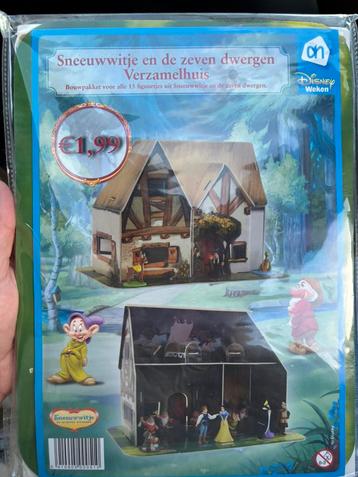 Sneeuwwitje en de zeven dwergen
Verzamelhuis
Bouwpakket voor alle 13 figuurtjes uit Sneeuwwitje en de zeven dwergen.
ah
Disney
Weken
€1,99
Sneeuwwitje